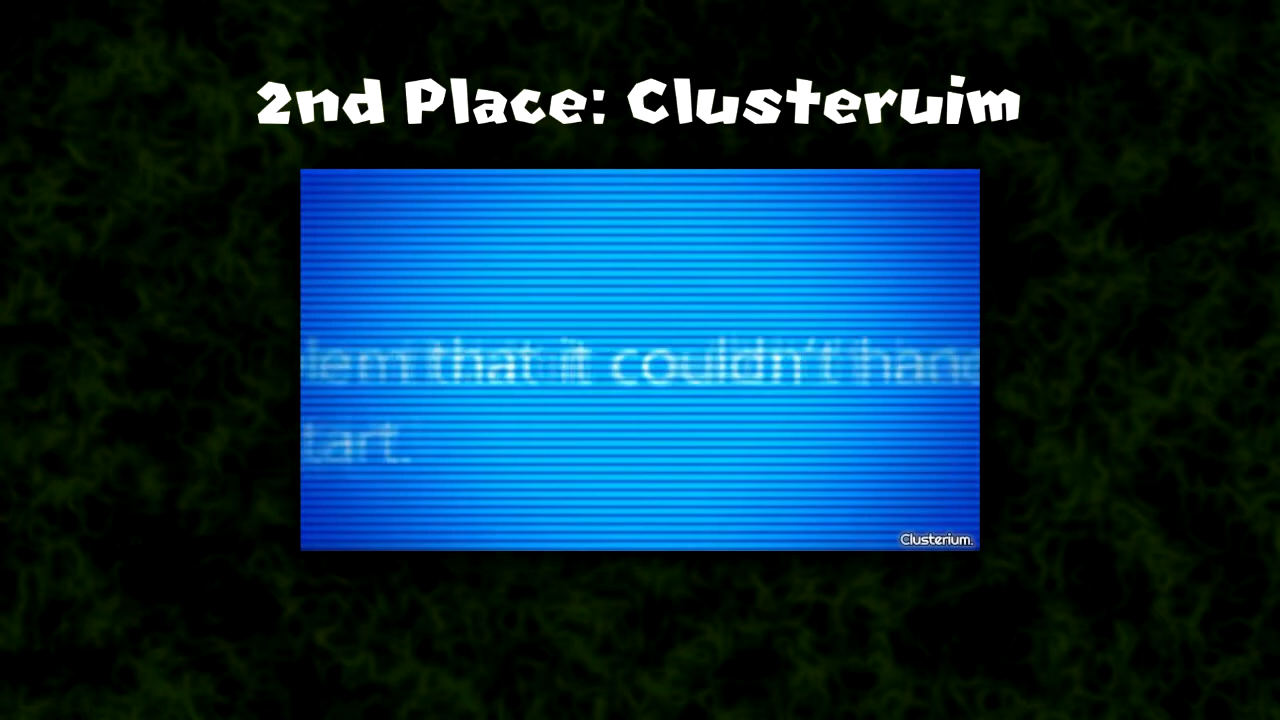 2nd Place: Clusteruim
lem that it couldn't hand
tart.
Clusterium.